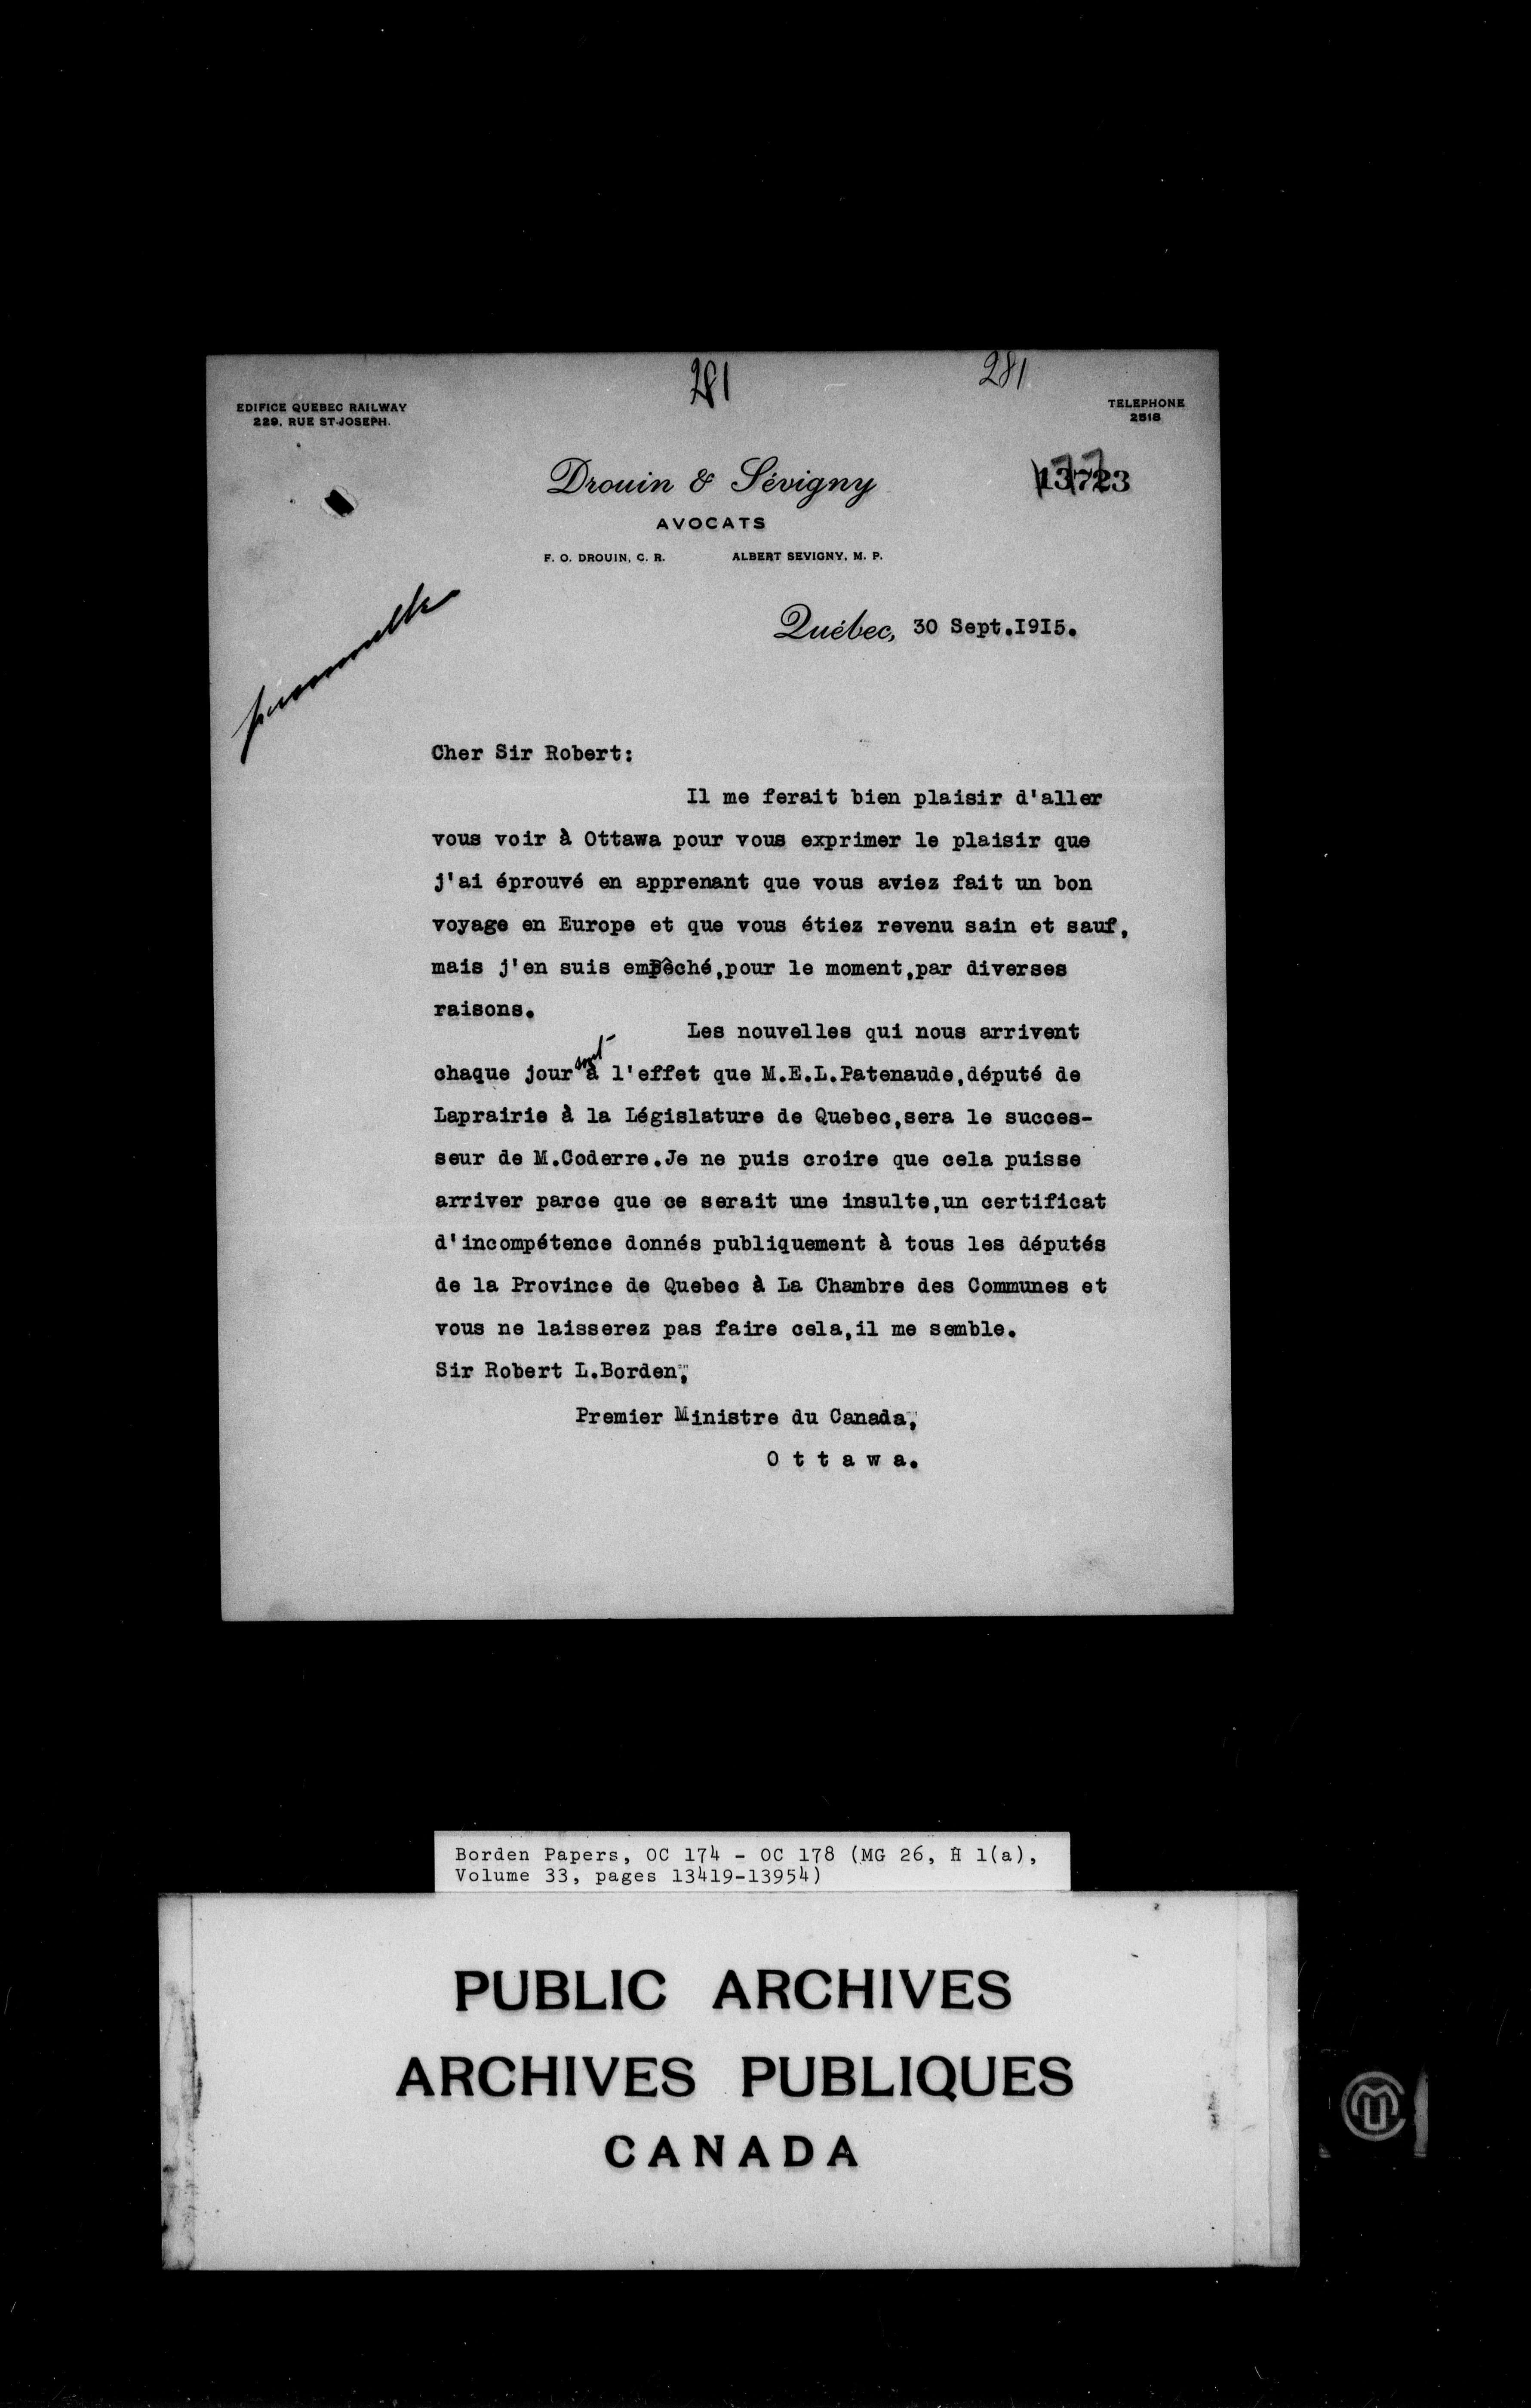 281 281
EDIFICE QUEBEC RAILWAY
229, RUE ST-JOSEPH.
TELEPHONE
2518
Drouin & Sévigny
13723
AVOCATS
F. O. DROUIN, C. R. ALBERT SEVIGNY, M. P.
personnelle
Québec, 30 Sept.I9I5.
Cher Sir Robert:
Il me ferait bien plaisir d'aller
vous voir à Ottawa pour vous exprimer le plaisir que
j'ai éprouvé en apprenant que vous aviez fait un bon
voyage en Europe et que vous étiez revenu sain et sauf,
mais j'en suis empêché,pour le moment,par diverses
raisons.
Les nouvelles qui nous arrivent
chaque jour sont à l'effet que M.E.L.Patenaude,député de
Laprairie à la Législature de Quebec,sera le succes-
seur de M.Coderre.Je ne puis croire que cela puisse
arriver parce que ce serait une insulte,un certificat
d'incompétence donnés publiquement à tous les députés
de la Province de Quebec à La Chambre des Communes et
vous ne laisserez pas faire cela,il me semble.
Sir Robert L.Borden,
Premier Ministre du Canada,
O t t a w a.
Borden Papers, OC 174 - OC 178 (MG 26, H 1(a),
Volume 33, pages 13419-13954)
PUBLIC ARCHIVES
ARCHIVES PUBLIQUES
CANADA